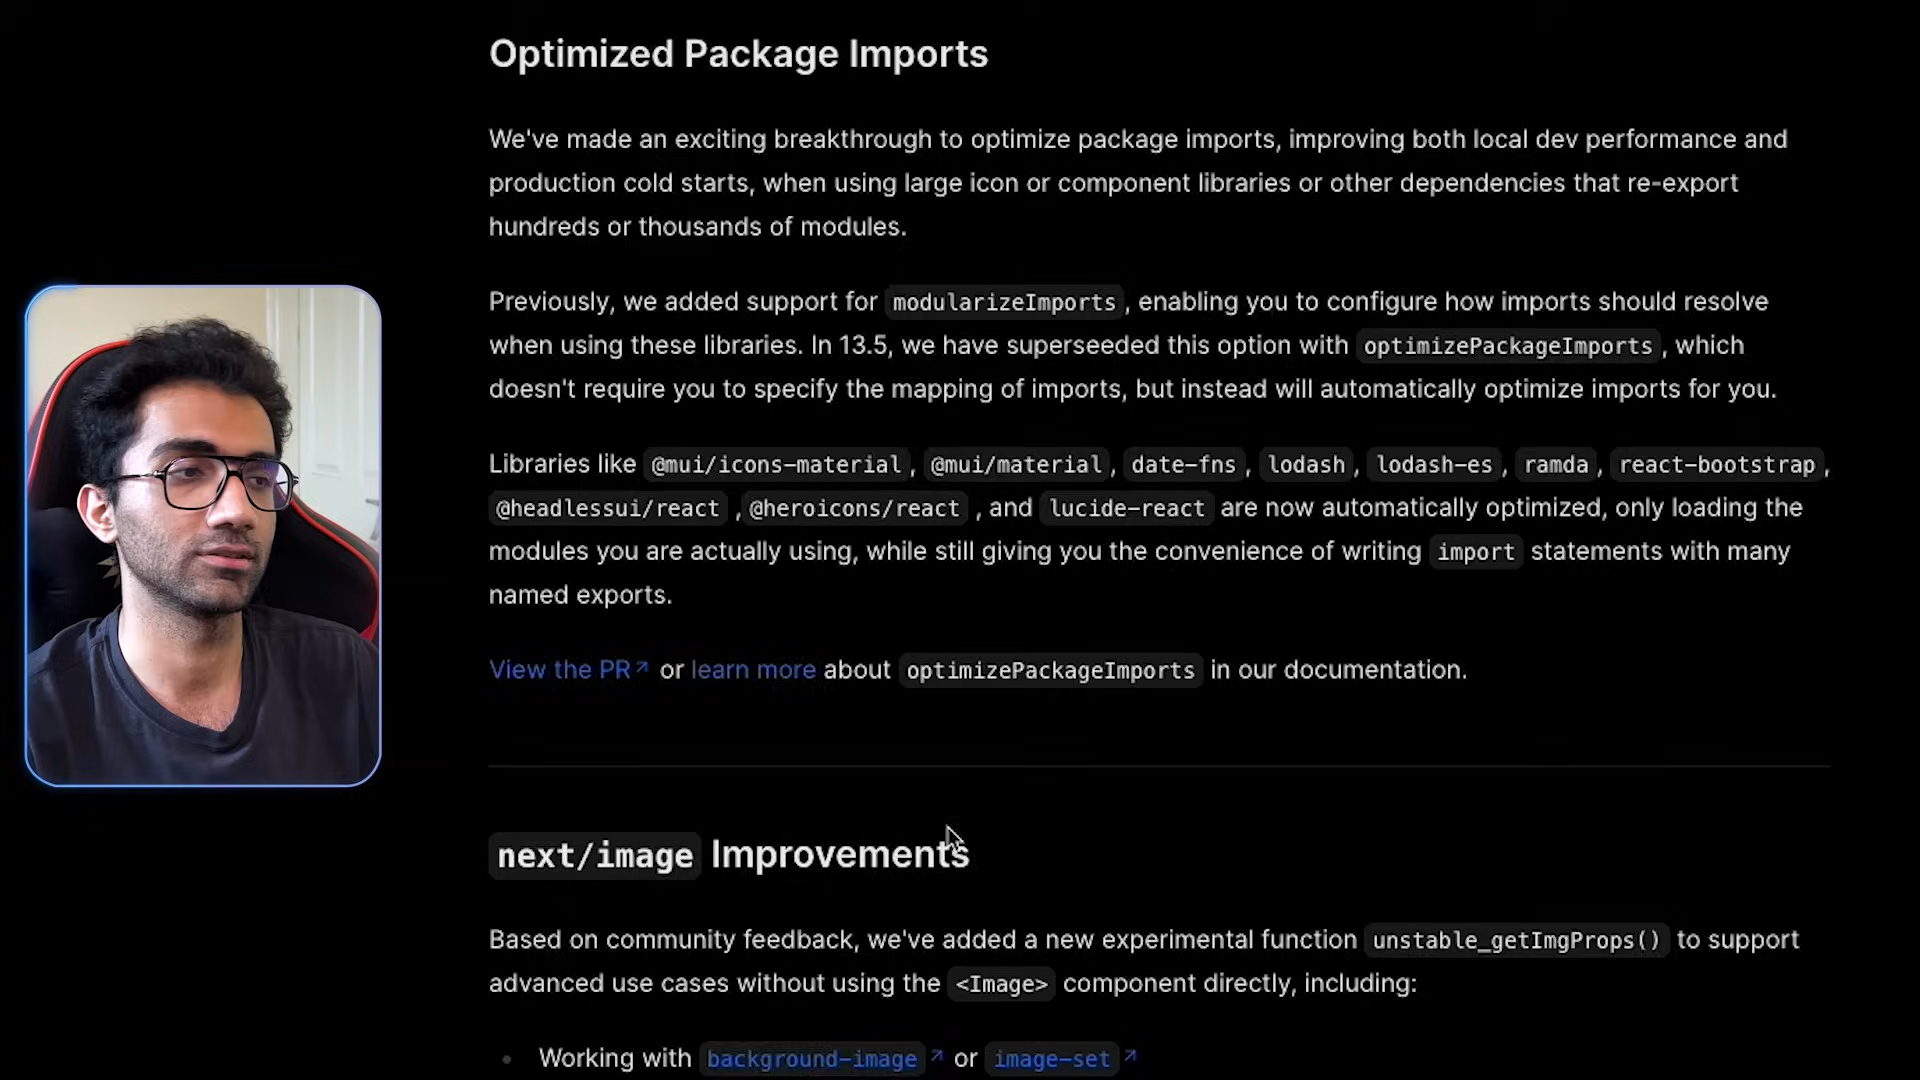 Optimized Package Imports
We've made an exciting breakthrough to optimize package imports, improving both local dev performance and
production cold starts, when using large icon or component libraries or other dependencies that re-export
hundreds or thousands of modules.
Previously, we added support for modularizeImports, enabling you to configure how imports should resolve
when using these libraries. In 13.5, we have superseeded this option with optimizePackageImports, which
doesn't require you to specify the mapping of imports, but instead will automatically optimize imports for you.
Libraries like @mui/icons-material, @mui/material, date-fns, lodash, lodash-es, ramda, react-bootstrap,
@headlessui/react ,@heroicons/react , and lucide-react are now automatically optimized, only loading the
modules you are actually using, while still giving you the convenience of writing import statements with many
named exports.
View the PR↗ or learn more about optimizePackageImports in our documentation.
next/image Improvements
Based on community feedback, we've added a new experimental function unstable_getImgProps() to support
advanced use cases without using the <Image> component directly, including:
• Working with background-image ↗ or image-set ↗